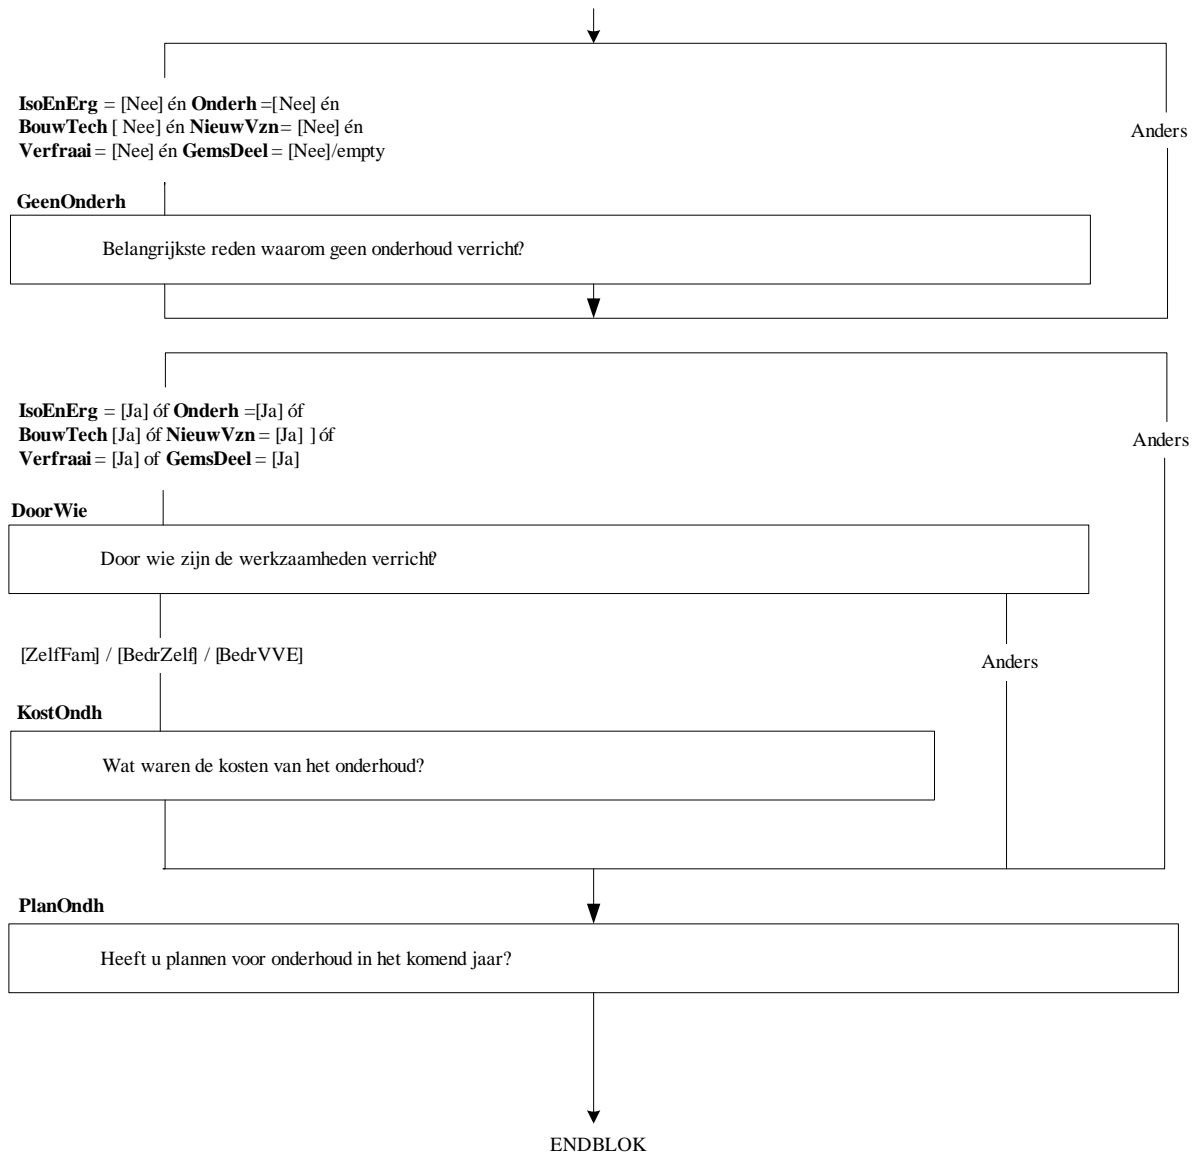 IsoEnErg = [Nee] én Onderh =[Nee] én
BouwTech [ Nee] én NieuwVzn = [Nee] én
Verfraai = [Nee] én GemsDeel = [Nee]/empty
Anders
GeenOnderh
Belangrijkste reden waarom geen onderhoud verricht?
IsoEnErg = [Ja] óf Onderh =[Ja] óf
BouwTech [Ja] óf NieuwVzn = [Ja] ] óf
Verfraai = [Ja] of GemsDeel = [Ja]
Anders
DoorWie
Door wie zijn de werkzaamheden verricht?
[ZelfFam] / [BedrZelf] / [BedrVVE]
Anders
KostOndh
Wat waren de kosten van het onderhoud?
PlanOndh
Heeft u plannen voor onderhoud in het komend jaar?
ENDBLOK